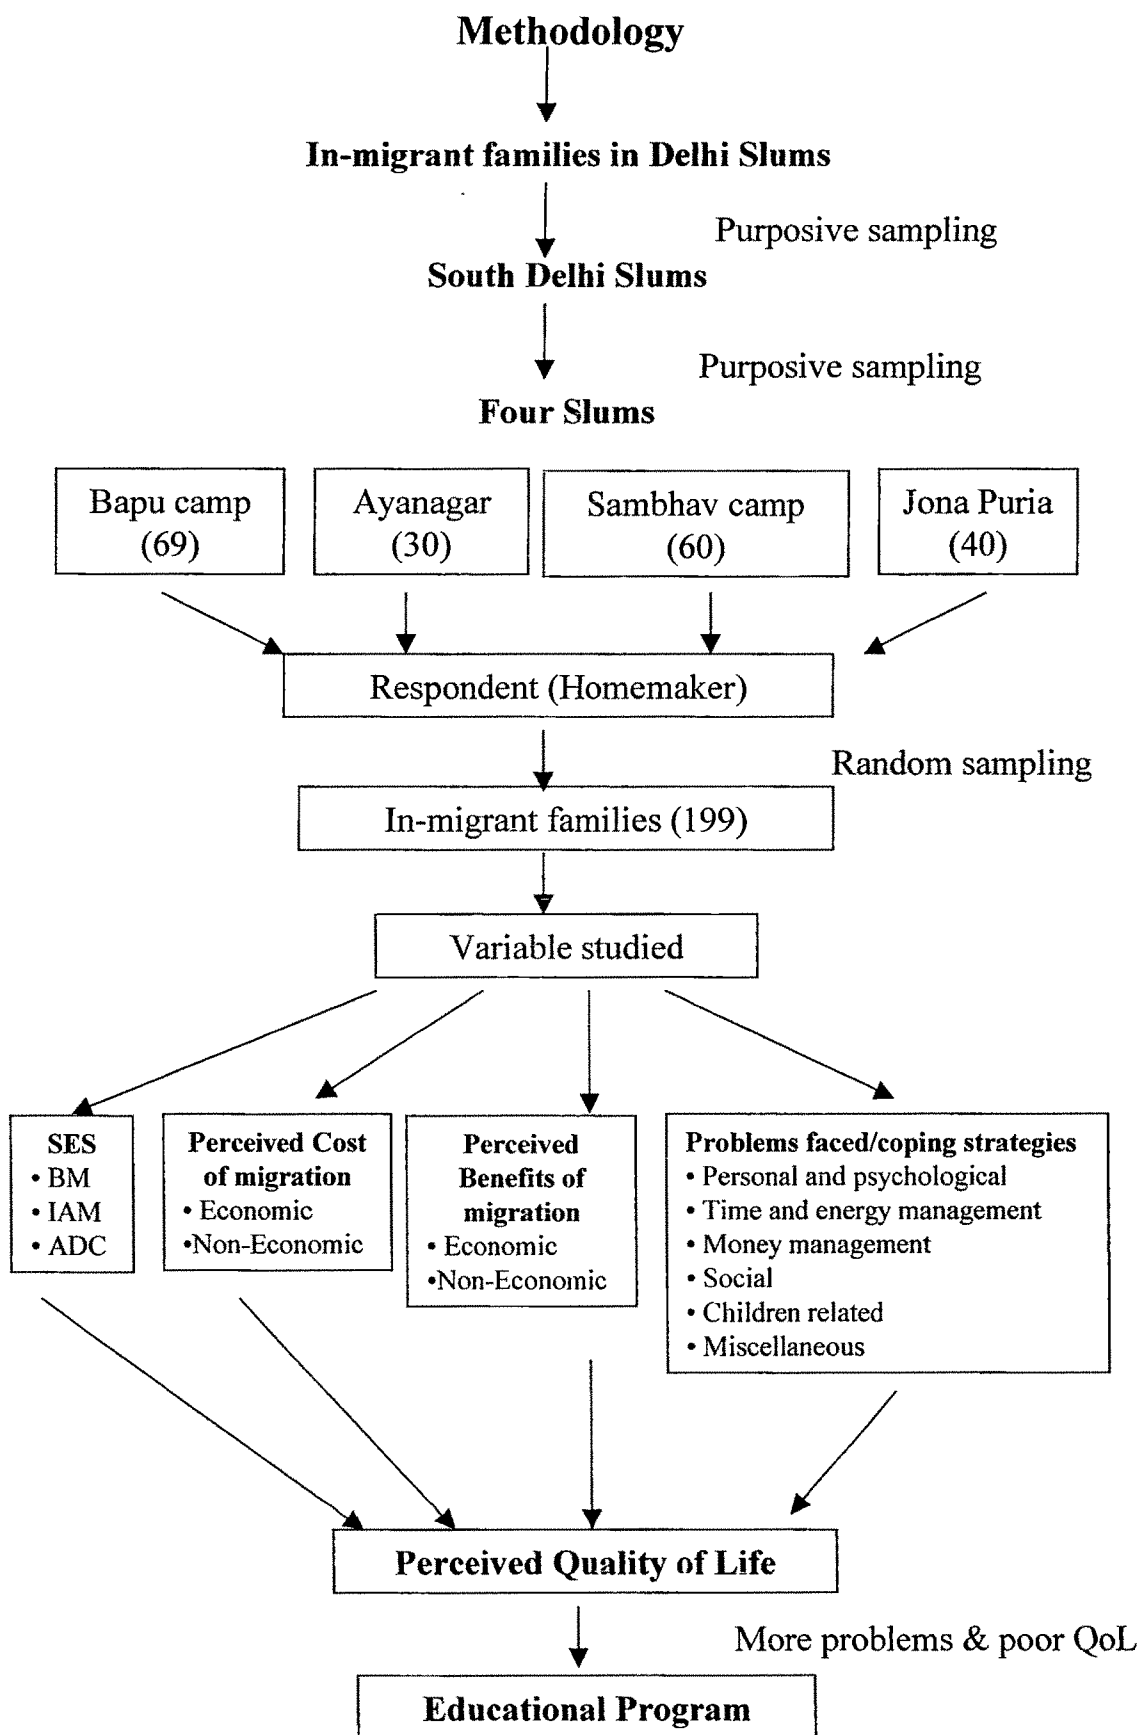 Methodology
In-migrant families in Delhi Slums
Purposive sampling
South Delhi Slums
Purposive sampling
Four Slums
Bapu camp
(69)
Ayanagar
(30)
Sambhav camp
(60)
Jona Puria
(40)
Respondent (Homemaker)
Random sampling
In-migrant families (199)
Variable studied
SES
• BM
• IAM
• ADC
Perceived Cost
of migration
• Economic
•Non-Economic
Perceived
Benefits of
migration
• Economic
•Non-Economic
Problems faced/coping strategies
• Personal and psychological
• Time and energy management
• Money management
• Social
• Children related
• Miscellaneous
Perceived Quality of Life
More problems & poor QoL
Educational Program